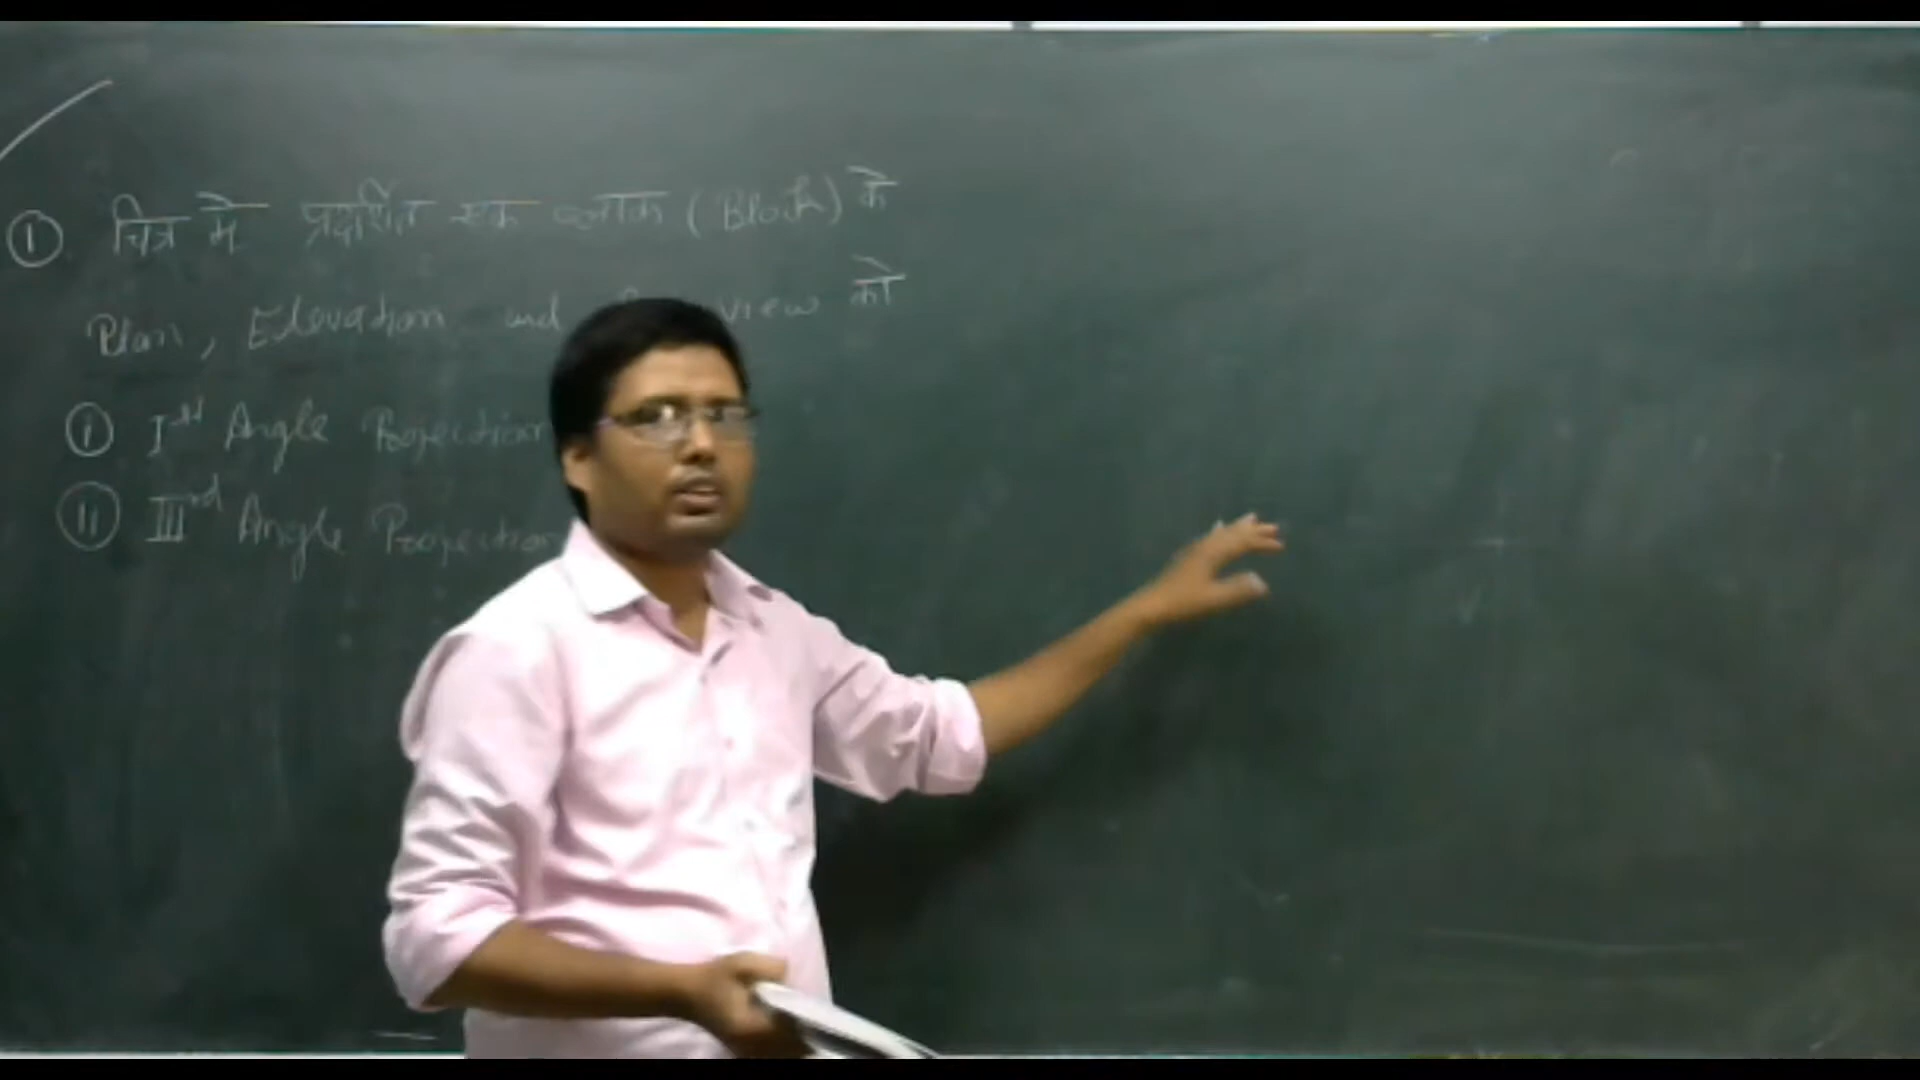 ① चित्र में प्रदर्शित एक ब्लाक (Block) के
Plan, Elevation and view को
(i) Ist Angle Projection
(ii) IIIrd Angle Projection